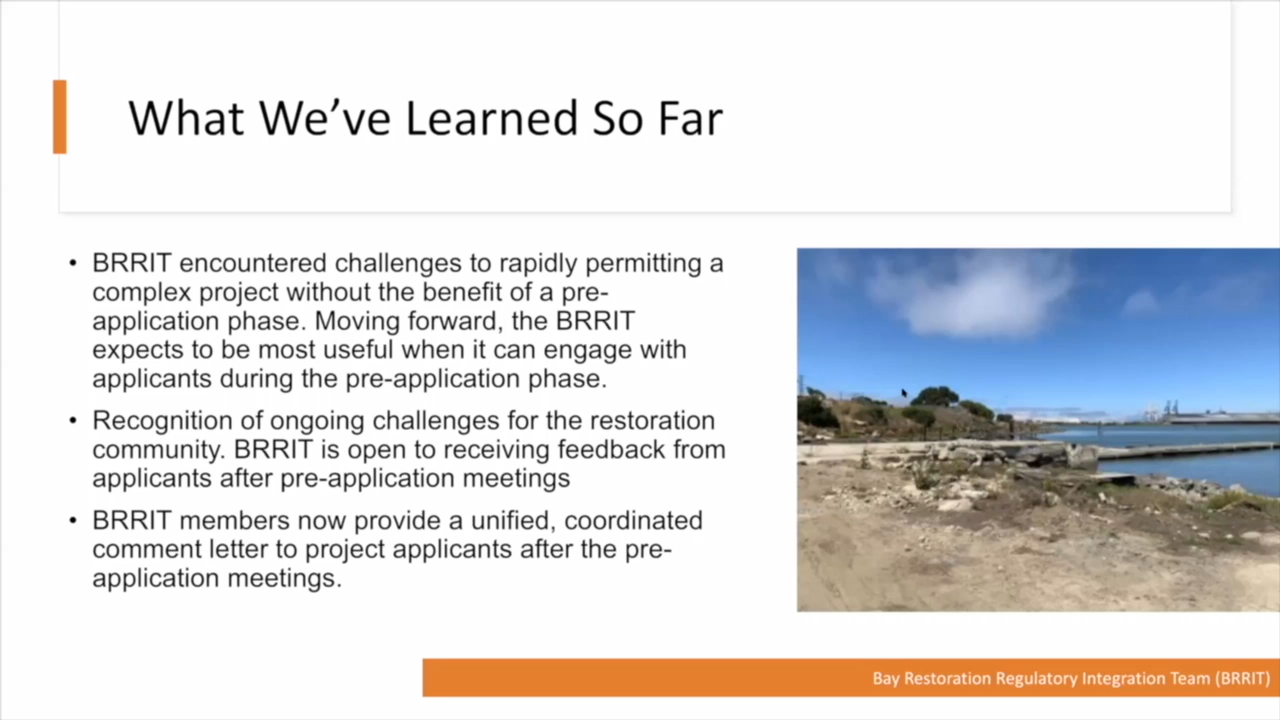 What We’ve Learned So Far
• BRRIT encountered challenges to rapidly permitting a
complex project without the benefit of a pre-
application phase. Moving forward, the BRRIT
expects to be most useful when it can engage with
applicants during the pre-application phase.
• Recognition of ongoing challenges for the restoration
community. BRRIT is open to receiving feedback from
applicants after pre-application meetings
• BRRIT members now provide a unified, coordinated
comment letter to project applicants after the pre-
application meetings.
Bay Restoration Regulatory Integration Team (BRRIT)